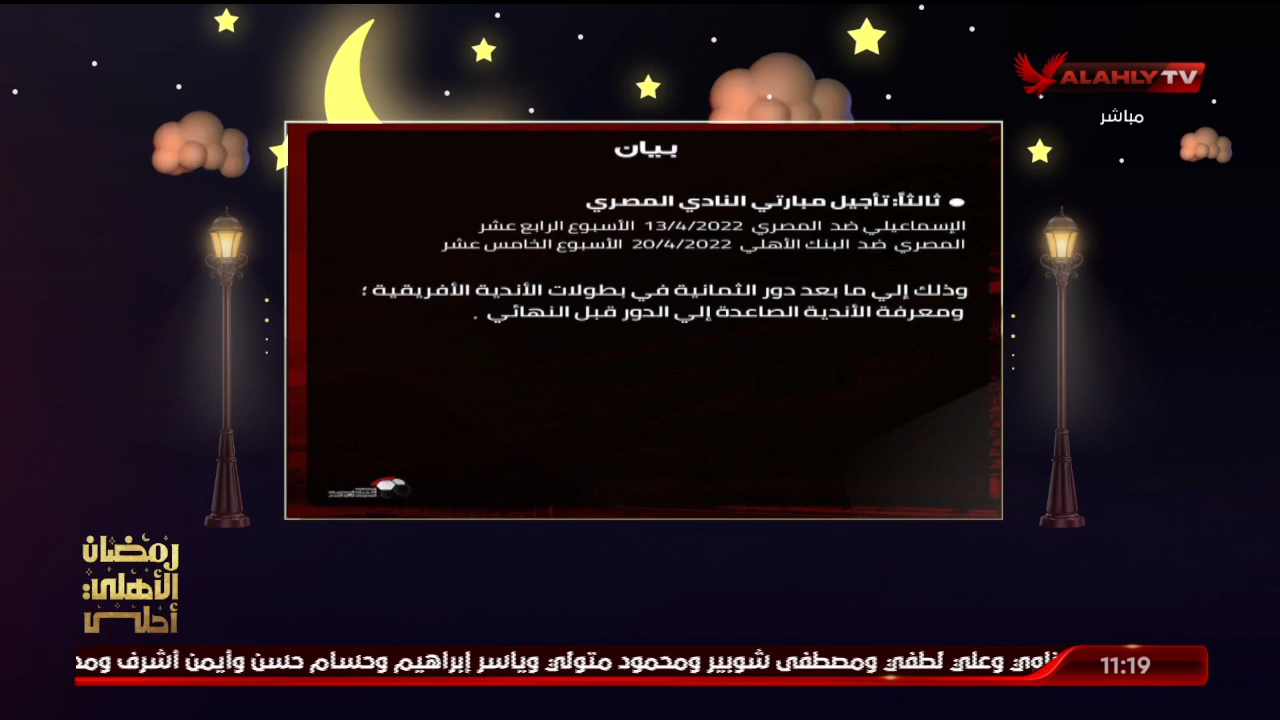 ALAHLY TV
مباشر
بيان
● ثالثاً: تأجيل مبارتي النادي المصري
الإسماعيلي ضد المصري 13/4/2022 الأسبوع الرابع عشر
المصري ضد البنك الأهلي 20/4/2022 الأسبوع الخامس عشر
وذلك إلي ما بعد دور الثمانية في بطولات الأندية الأفريقية ؛
ومعرفة الأندية الصاعدة إلي الدور قبل النهائي .
رمضان
الأهلي:
أحلى
وعلي لطفي ومصطفى شوبير ومحمود متولي وياسر إبراهيم وحسام حسن وأيمن أشرف
11:19